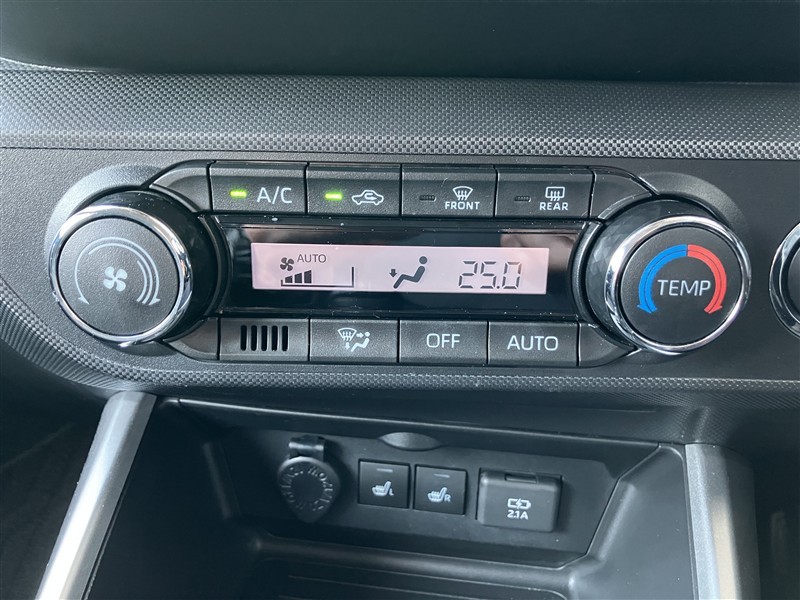 A/C
FRONT
REAR
AUTO
25.0
TEMP
OFF
AUTO
L
R
2.1A